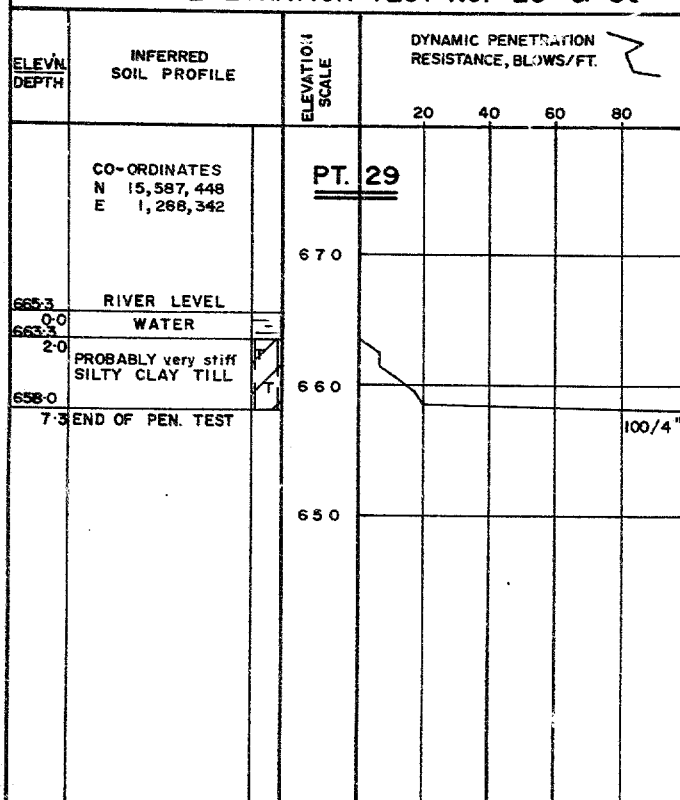 TEST NO.
ELEVN.
DEPTH
INFERRED
SOIL PROFILE
ELEVATION
SCALE
DYNAMIC PENETRATION
RESISTANCE, BLOWS/FT.
20 40 60 80
CO-ORDINATES
N 15,587,448
E 1,268,342
PT. 29
670
665.3 RIVER LEVEL
0.0 WATER
663.3
2.0
PROBABLY very stiff
SILTY CLAY TILL
T
660
658.0
7.3 END OF PEN. TEST
100/4"
650